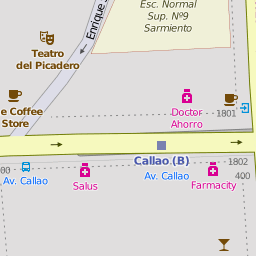 Esc. Normal
Sup. Nº9
Sarmiento
Enrique
Teatro
del Picadero
e Coffee
Store
Doctor
Ahorro
1801
Callao (B)
1802
00
Av. Callao
Av. Callao
400
Salus
Farmacity